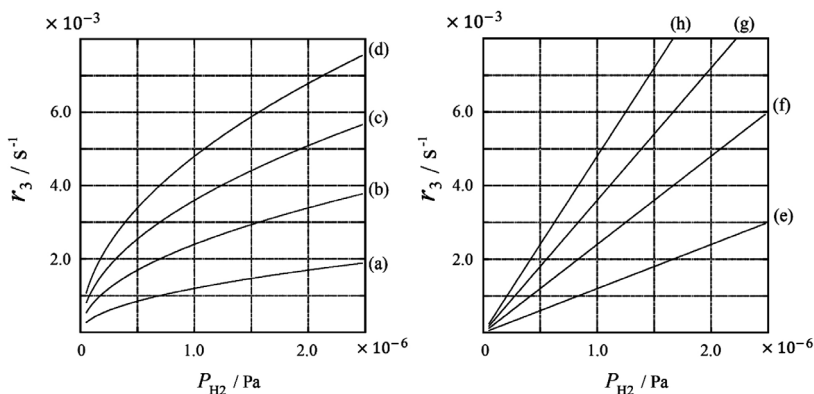 × 10⁻³
(d)
6.0
(c)
r₃ / s⁻¹
4.0
(b)
2.0
(a)
0
1.0
2.0
× 10⁻⁶
P_H2 / Pa
× 10⁻³
(h)
(g)
6.0
(f)
r₃ / s⁻¹
4.0
(e)
2.0
0
1.0
2.0
× 10⁻⁶
P_H2 / Pa